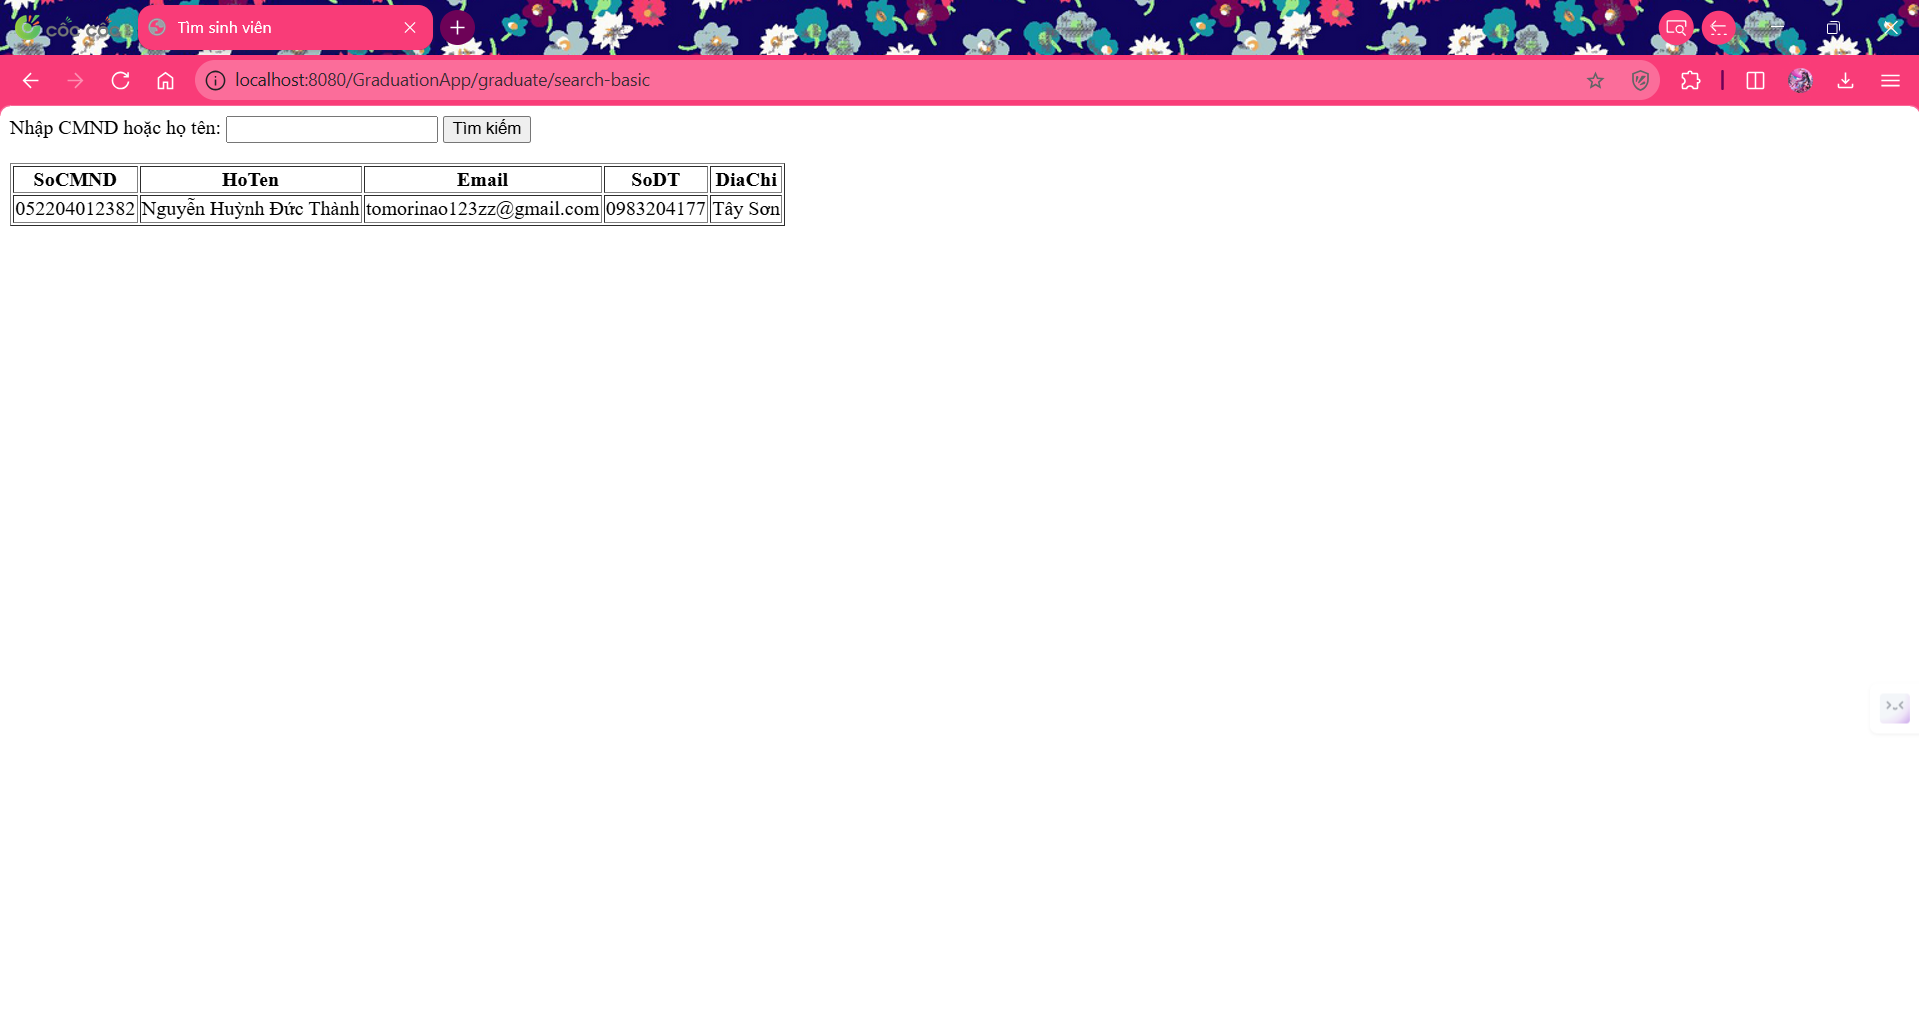 cốc cốc
Tìm sinh viên
localhost:8080/GraduationApp/graduate/search-basic
Nhập CMND hoặc họ tên: Tìm kiếm
SoCMND HoTen Email SoDT DiaChi
052204012382 Nguyễn Huỳnh Đức Thành tomorinao123zz@gmail.com 0983204177 Tây Sơn